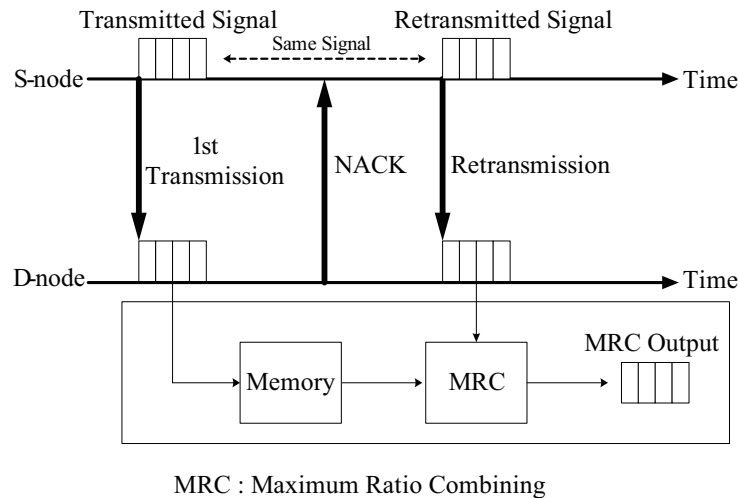 Transmitted Signal
Retransmitted Signal
Same Signal
S-node
Time
1st
Transmission
NACK
Retransmission
D-node
Time
MRC Output
Memory
MRC
MRC : Maximum Ratio Combining